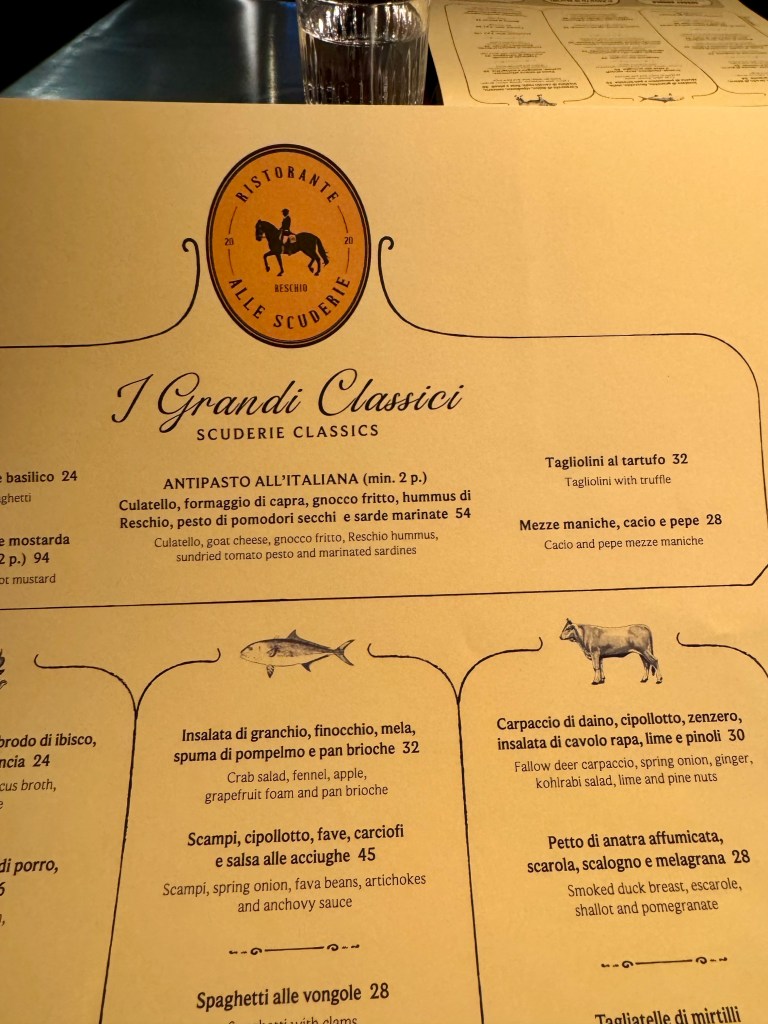 RISTORANTE
20 20
RESCHIO
ALLE SCUDERIE
I Grandi Classici
SCUDERIE CLASSICS
e basilico 24
ghetti
e mostarda
2 p.) 94
ot mustard
ANTIPASTO ALL'ITALIANA (min. 2 p.)
Culatello, formaggio di capra, gnocco fritto, hummus di
Reschio, pesto di pomodori secchi e sarde marinate 54
Culatello, goat cheese, gnocco fritto, Reschio hummus,
sundried tomato pesto and marinated sardines
Tagliolini al tartufo 32
Tagliolini with truffle
Mezze maniche, cacio e pepe 28
Cacio and pepe mezze maniche
brodo di ibisco,
ncia 24
cus broth,
e
di porro,
Insalata di granchio, finocchio, mela,
spuma di pompelmo e pan brioche 32
Crab salad, fennel, apple,
grapefruit foam and pan brioche
Scampi, cipollotto, fave, carciofi
e salsa alle acciughe 45
Scampi, spring onion, fava beans, artichokes
and anchovy sauce
Spaghetti alle vongole 28
Spaghetti with clams
Carpaccio di daino, cipollotto, zenzero,
insalata di cavolo rapa, lime e pinoli 30
Fallow deer carpaccio, spring onion, ginger,
kohlrabi salad, lime and pine nuts
Petto di anatra affumicata,
scarola, scalogno e melagrana 28
Smoked duck breast, escarole,
shallot and pomegranate
Tagliatelle di mirtilli